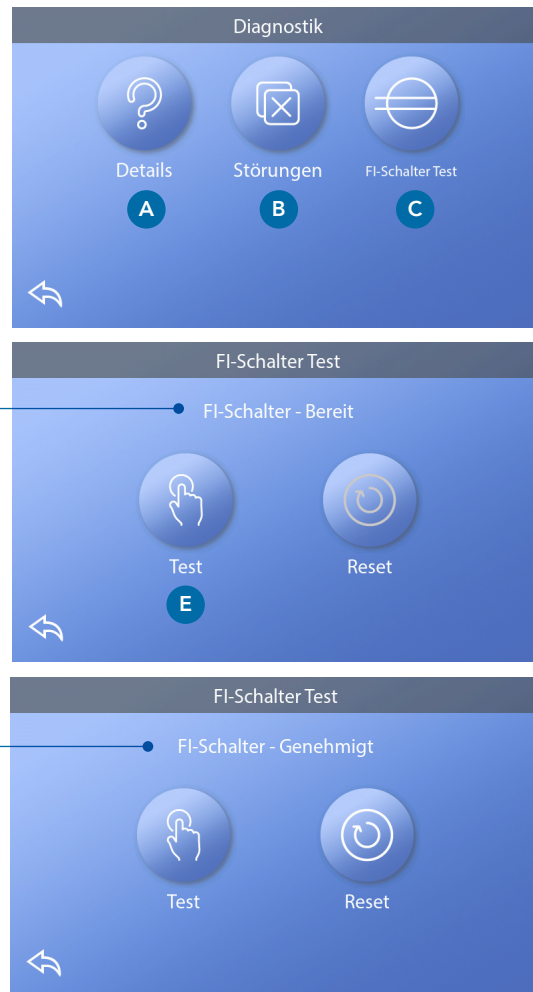 Diagnostik
Details Störungen FI-Schalter Test
A B C
FI-Schalter Test
FI-Schalter - Bereit
Test Reset
E
FI-Schalter Test
FI-Schalter - Genehmigt
Test Reset